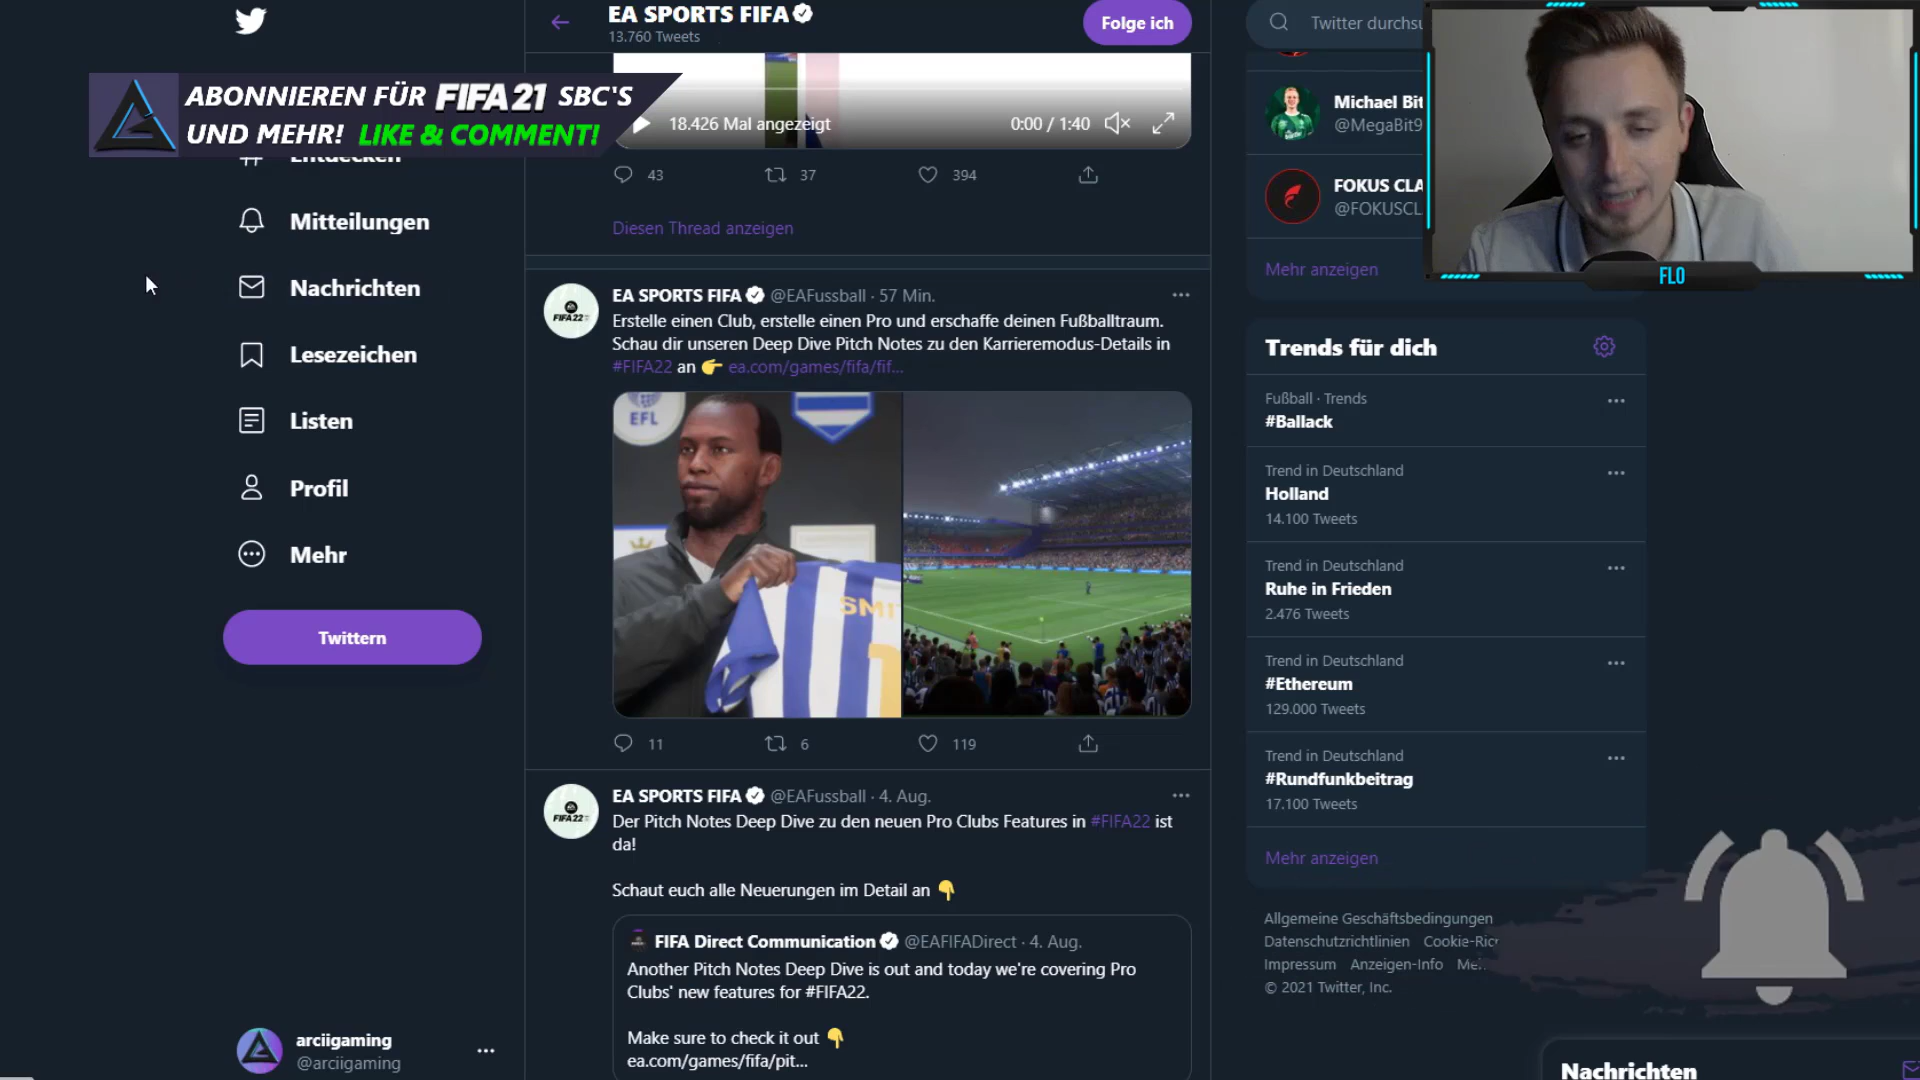 EA SPORTS FIFA
13.760 Tweets
Folge ich
Twitter durchsu
ABONNIEREN FÜR FIFA 21 SBC'S
UND MEHR! LIKE & COMMENT!
Entdecken
Mitteilungen
Nachrichten
Lesezeichen
Listen
Profil
Mehr
Twittern
arciigaming
@arciigaming
18.426 Mal angezeigt
0:00 / 1:40
43 37 394
Diesen Thread anzeigen
EA SPORTS FIFA @EAFussball · 57 Min.
Erstelle einen Club, erstelle einen Pro und erschaffe deinen Fußballtraum.
Schau dir unseren Deep Dive Pitch Notes zu den Karrieremodus-Details in
#FIFA22 an 👉 ea.com/games/fifa/fif...
FIFA22
EFL
SMI
11 6 119
EA SPORTS FIFA @EAFussball · 4. Aug.
Der Pitch Notes Deep Dive zu den neuen Pro Clubs Features in #FIFA22 ist
da!
Schaut euch alle Neuerungen im Detail an 👇
FIFA22
FIFA Direct Communication @EAFIFADirect · 4. Aug.
Another Pitch Notes Deep Dive is out and today we're covering Pro
Clubs' new features for #FIFA22.
Make sure to check it out 👇
ea.com/games/fifa/pit...
Michael Bit
@MegaBit9
FOKUS CLA
@FOKUSCL
Mehr anzeigen
FLO
Trends für dich
Fußball · Trends
#Ballack
Trend in Deutschland
Holland
14.100 Tweets
Trend in Deutschland
Ruhe in Frieden
2.476 Tweets
Trend in Deutschland
#Ethereum
129.000 Tweets
Trend in Deutschland
#Rundfunkbeitrag
17.100 Tweets
Mehr anzeigen
Allgemeine Geschäftsbedingungen
Datenschutzrichtlinien Cookie-Rich
Impressum Anzeigen-Info Me
© 2021 Twitter, Inc.
Nachrichten